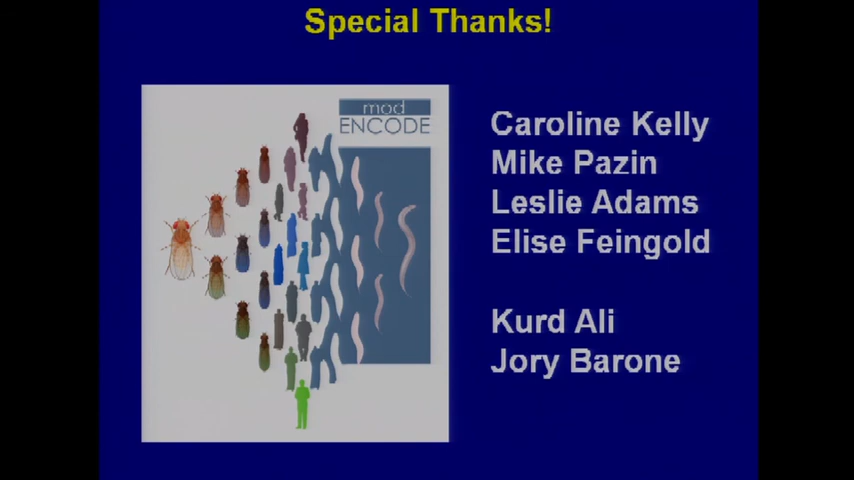 Special Thanks!
mod
ENCODE
Caroline Kelly
Mike Pazin
Leslie Adams
Elise Feingold
Kurd Ali
Jory Barone